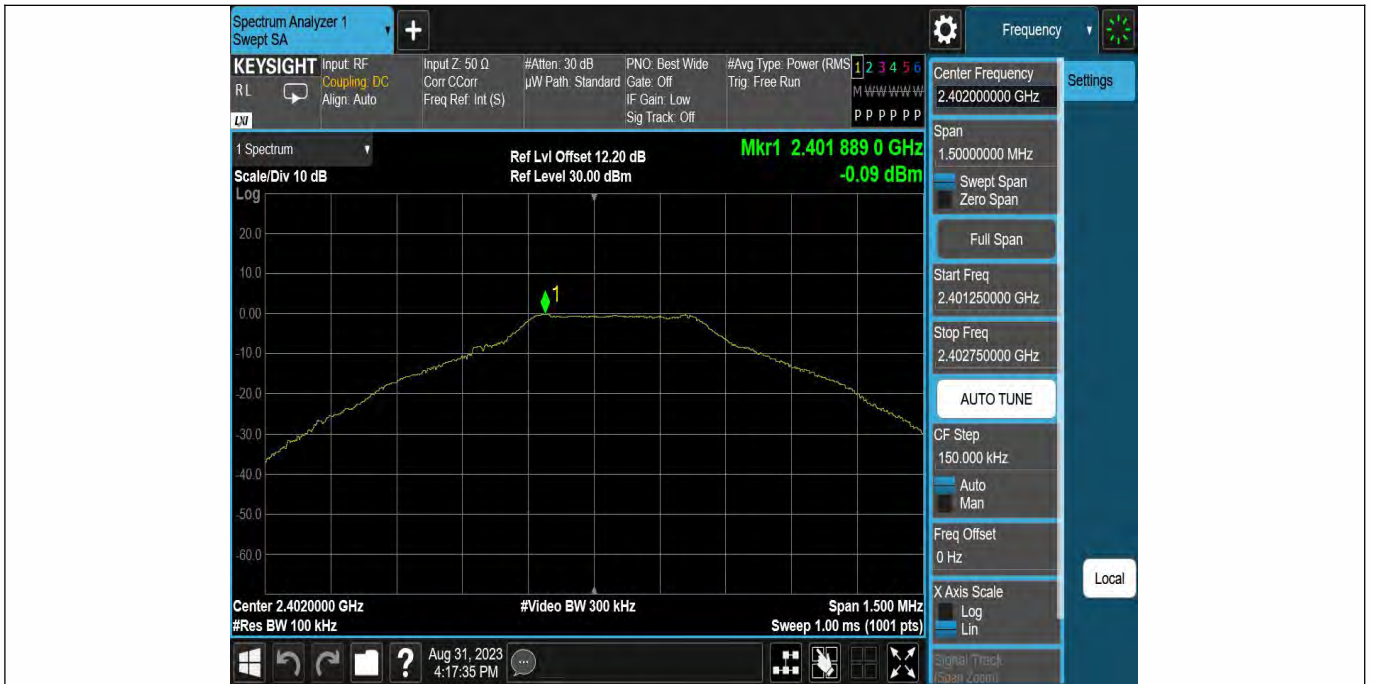 Spectrum Analyzer 1
Swept SA
+
Frequency
KEYSIGHT
RL
LXI
Input: RF
Coupling: DC
Align: Auto
Input Z: 50 Ω
Corr CCorr
Freq Ref: Int (S)
#Atten: 30 dB
µW Path: Standard
PNO: Best Wide
Gate: Off
IF Gain: Low
Sig Track: Off
#Avg Type: Power (RMS
Trig: Free Run
1 2 3 4 5 6
M W W W W W
P P P P P P
1 Spectrum
Scale/Div 10 dB
Log
Ref Lvl Offset 12.20 dB
Ref Level 30.00 dBm
Mkr1 2.401 889 0 GHz
-0.09 dBm
20.0
10.0
1
0.00
-10.0
-20.0
-30.0
-40.0
-50.0
-60.0
Center 2.4020000 GHz
#Res BW 100 kHz
#Video BW 300 kHz
Span 1.500 MHz
Sweep 1.00 ms (1001 pts)
Center Frequency
2.402000000 GHz
Settings
Span
1.50000000 MHz
Swept Span
Zero Span
Full Span
Start Freq
2.401250000 GHz
Stop Freq
2.402750000 GHz
AUTO TUNE
CF Step
150.000 kHz
Auto
Man
Freq Offset
0 Hz
X Axis Scale
Log
Lin
Signal Track
(Span Zoom)
Local
?
Aug 31, 2023
4:17:35 PM